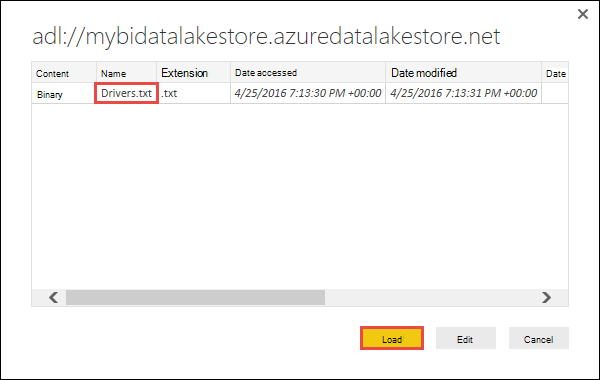 adl://mybidatalakestore.azuredatalakestore.net
Content Name Extension Date accessed Date modified Date
Binary Drivers.txt .txt 4/25/2016 7:13:30 PM +00:00 4/25/2016 7:13:31 PM +00:00
Load Edit Cancel